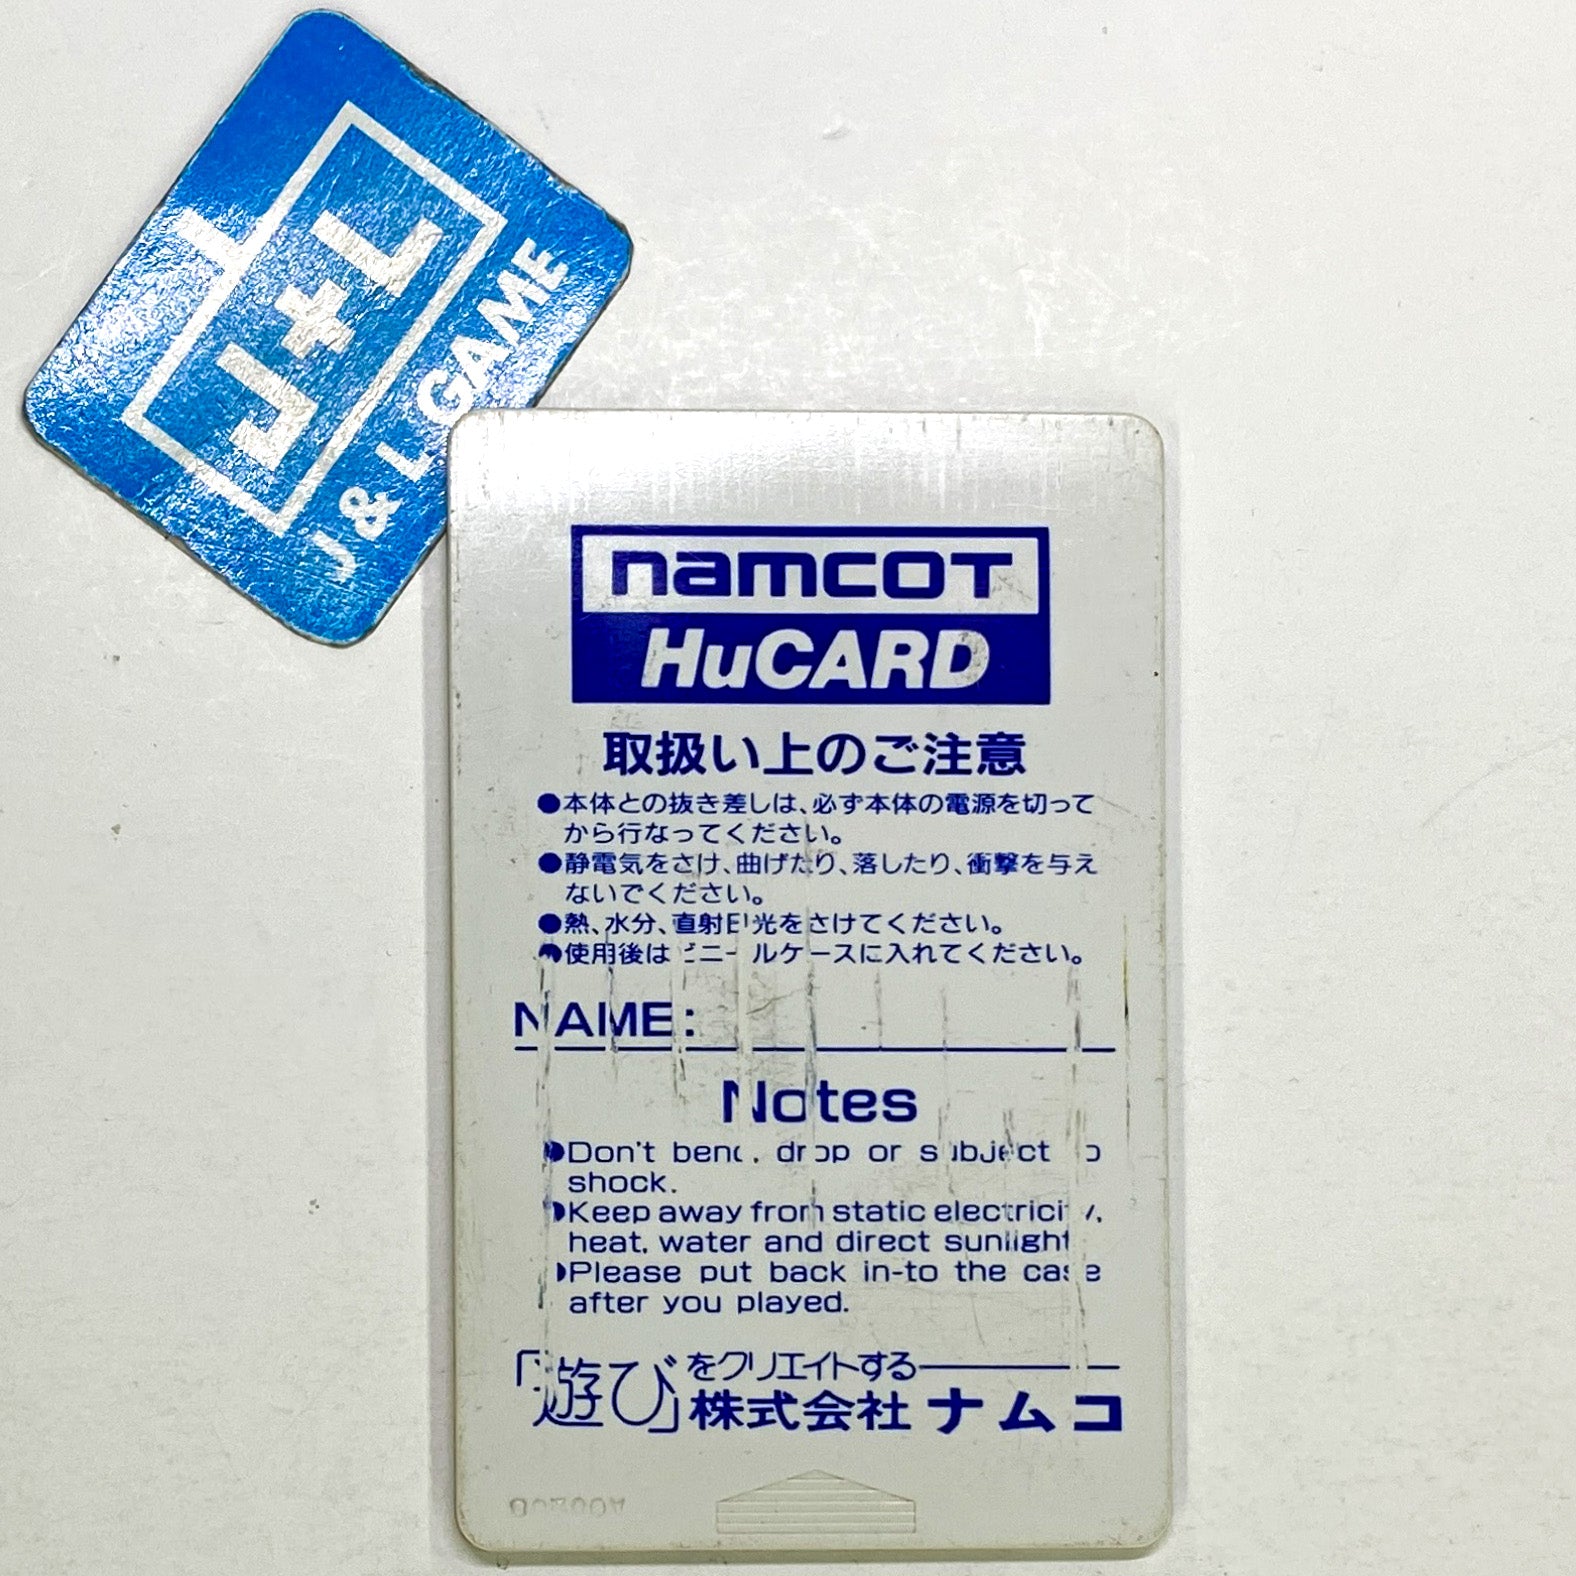 J+L
J & L GAME
namcot
HuCARD
取扱い上のご注意
●本体との抜き差しは、必ず本体の電源を切って
から行なってください。
●静電気をさけ、曲げたり、落したり、衝撃を与え
ないでください。
●熱、水分、直射日光をさけてください。
●使用後はビニールケースに入れてください。
NAME:
Notes
●Don't bend, drop or subject to
shock.
●Keep away from static electricity,
heat, water and direct sunlight.
●Please put back in-to the case
after you played.
「遊び」をクリエイトする
株式会社ナムコ